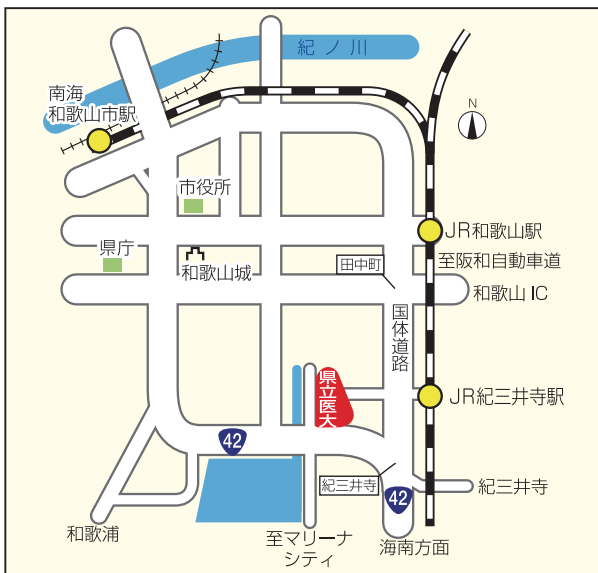 紀ノ川
南海
和歌山市駅
N
市役所
JR和歌山駅
県庁
和歌山城
田中町
至阪和自動車道
和歌山IC
国体道路
県立医大
JR紀三井寺駅
42
紀三井寺
42
紀三井寺
和歌浦
至マリーナ
シティ
海南方面